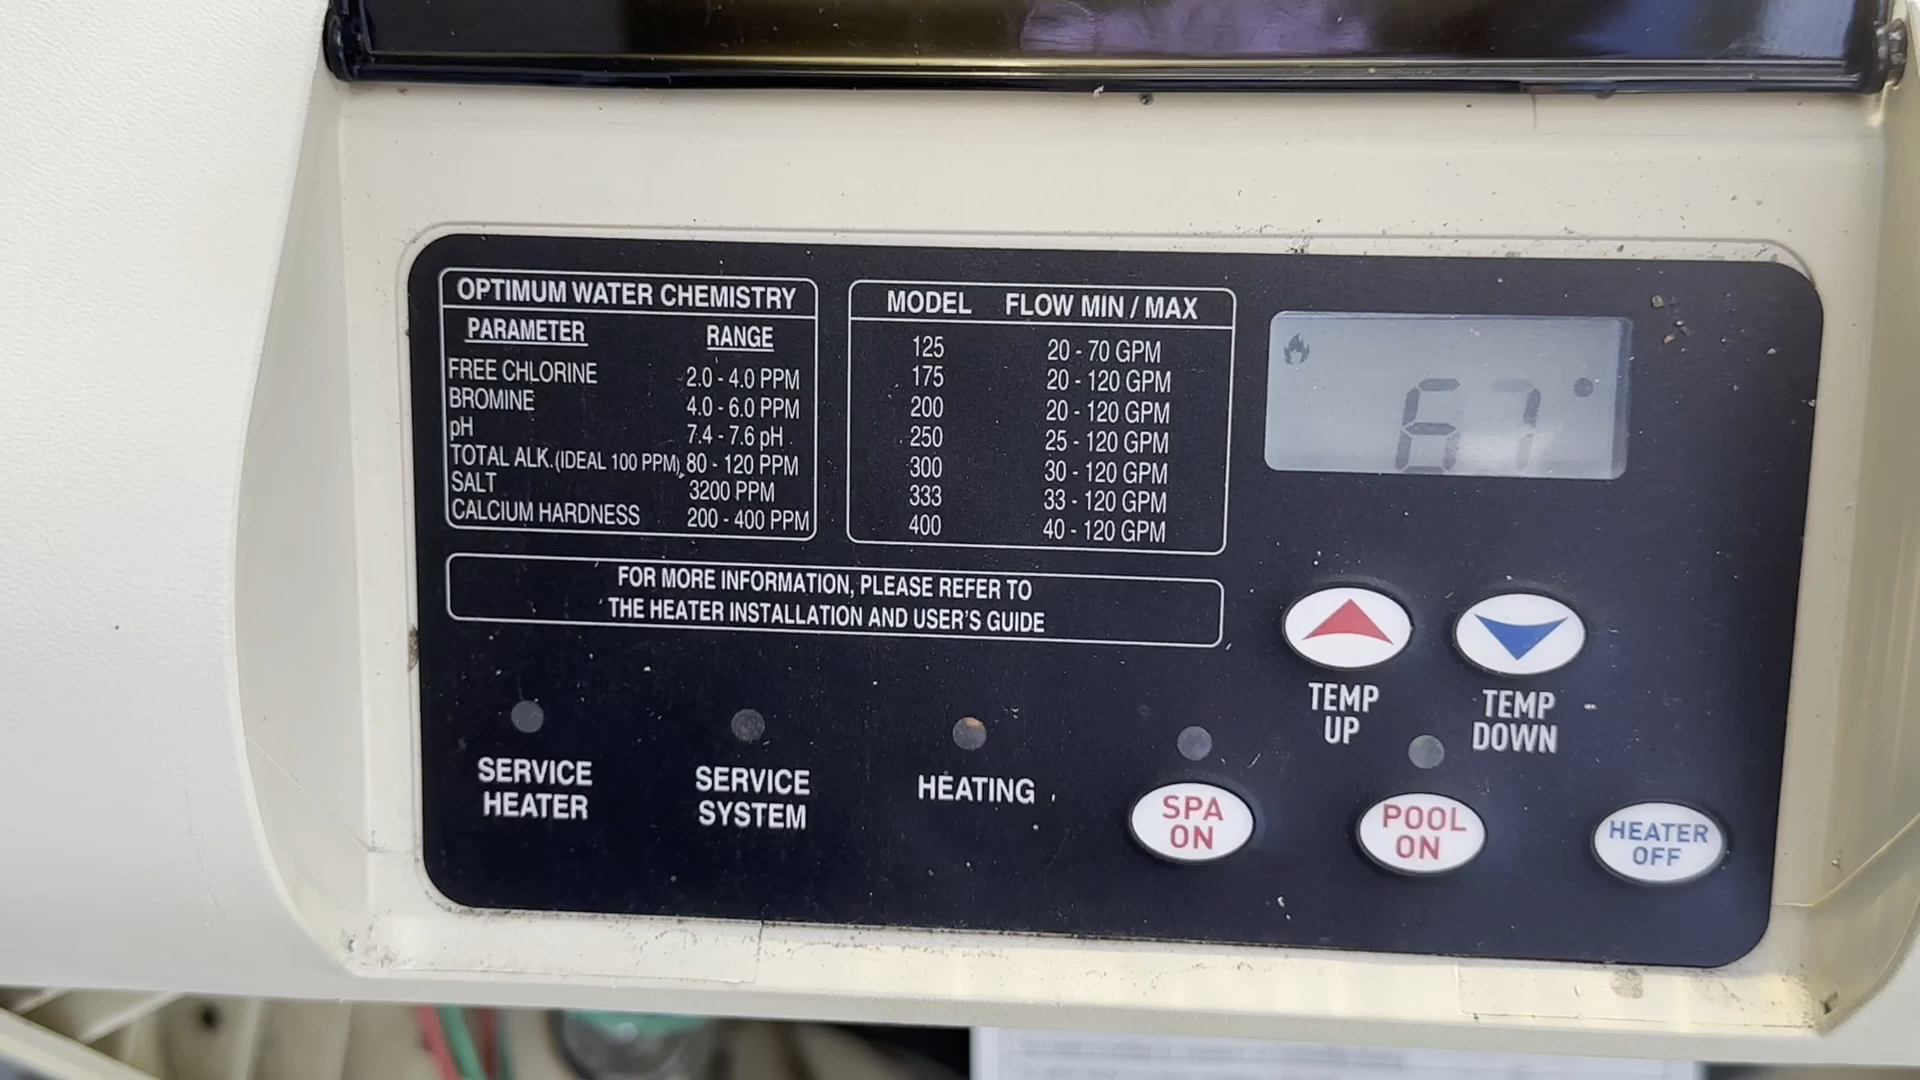 OPTIMUM WATER CHEMISTRY
PARAMETER RANGE
FREE CHLORINE 2.0 - 4.0 PPM
BROMINE 4.0 - 6.0 PPM
pH 7.4 - 7.6 pH
TOTAL ALK. (IDEAL 100 PPM) 80 - 120 PPM
SALT 3200 PPM
CALCIUM HARDNESS 200 - 400 PPM
MODEL FLOW MIN / MAX
125 20 - 70 GPM
175 20 - 120 GPM
200 20 - 120 GPM
250 25 - 120 GPM
300 30 - 120 GPM
333 33 - 120 GPM
400 40 - 120 GPM
FOR MORE INFORMATION, PLEASE REFER TO
THE HEATER INSTALLATION AND USER'S GUIDE
67°
TEMP
UP
TEMP
DOWN
SERVICE
HEATER
SERVICE
SYSTEM
HEATING
SPA
ON
POOL
ON
HEATER
OFF